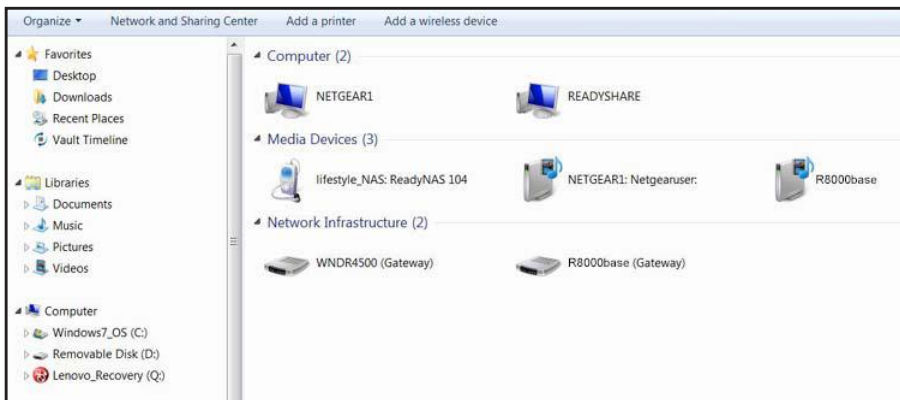 Organize Network and Sharing Center Add a printer Add a wireless device
Favorites
Desktop
Downloads
Recent Places
Vault Timeline
Libraries
Documents
Music
Pictures
Videos
Computer
Windows7_OS (C:)
Removable Disk (D:)
Lenovo_Recovery (Q:)
Computer (2)
NETGEAR1 READYSHARE
Media Devices (3)
lifestyle_NAS: ReadyNAS 104 NETGEAR1: Netgearuser: R8000base
Network Infrastructure (2)
WNDR4500 (Gateway) R8000base (Gateway)